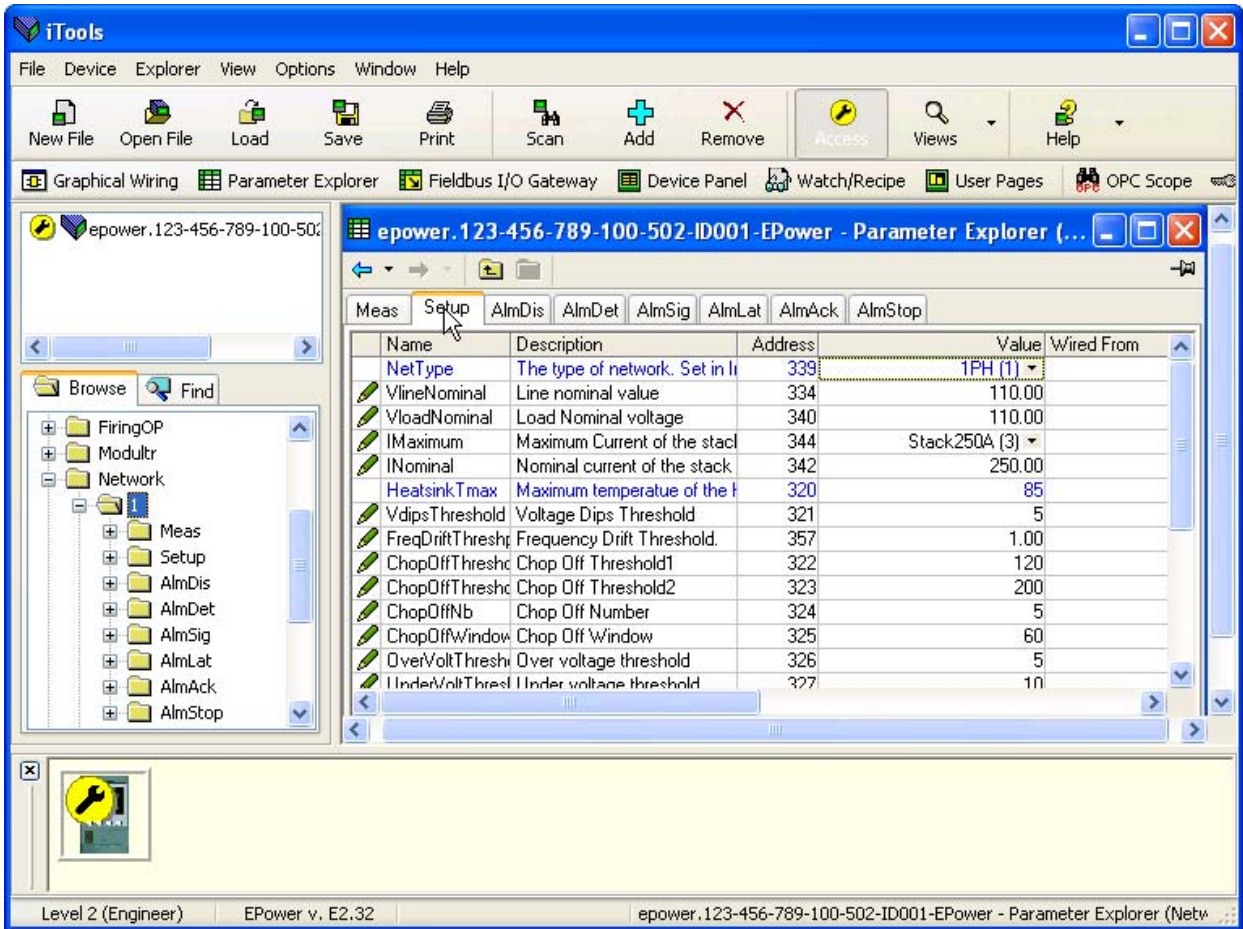 iTools
File Device Explorer View Options Window Help
New File Open File Load Save Print Scan Add Remove Access Views Help
Graphical Wiring Parameter Explorer Fieldbus I/O Gateway Device Panel Watch/Recipe User Pages OPC Scope
epower.123-456-789-100-502
epower.123-456-789-100-502-ID001-EPower - Parameter Explorer (...
Meas Setup AlmDis AlmDet AlmSig AlmLat AlmAck AlmStop
Name Description Address Value Wired From
NetType The type of network. Set in In 339 1PH (1)
VlineNominal Line nominal value 334 110.00
VloadNominal Load Nominal voltage 340 110.00
IMaximum Maximum Current of the stack 344 Stack250A (3)
INominal Nominal current of the stack 342 250.00
HeatsinkTmax Maximum temperatue of the H 320 85
VdipsThreshold Voltage Dips Threshold 321 5
FreqDriftThreshp Frequency Drift Threshold. 357 1.00
ChopOffThresho Chop Off Threshold1 322 120
ChopOffThresho Chop Off Threshold2 323 200
ChopOffNb Chop Off Number 324 5
ChopOffWindow Chop Off Window 325 60
OverVoltThresh Over voltage threshold 326 5
UnderVoltThresl Under voltage threshold 327 10
Browse Find
FiringOP
Modultr
Network
1
Meas
Setup
AlmDis
AlmDet
AlmSig
AlmLat
AlmAck
AlmStop
Level 2 (Engineer) EPower v. E2.32 epower.123-456-789-100-502-ID001-EPower - Parameter Explorer (Netw